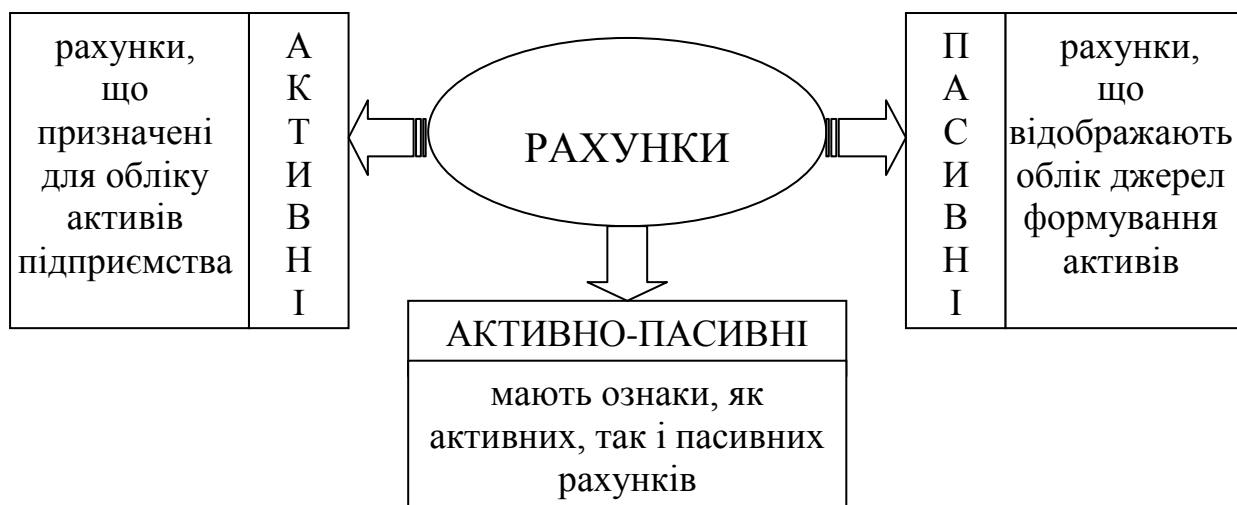 рахунки,
що
призначені
для обліку
активів
підприємства
А
К
Т
И
В
Н
І
РАХУНКИ
П
А
С
И
В
Н
І
рахунки,
що
відображають
облік джерел
формування
активів
АКТИВНО-ПАСИВНІ
мають ознаки, як
активних, так і пасивних
рахунків